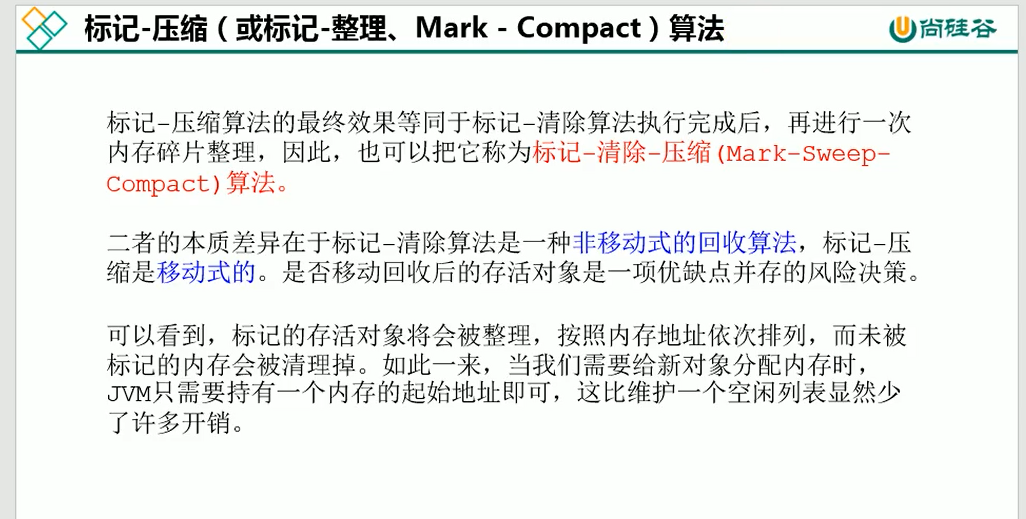 标记-压缩（或标记-整理、Mark - Compact）算法
尚硅谷
标记-压缩算法的最终效果等同于标记-清除算法执行完成后，再进行一次
内存碎片整理，因此，也可以把它称为标记-清除-压缩(Mark-Sweep-
Compact)算法。
二者的本质差异在于标记-清除算法是一种非移动式的回收算法，标记-压
缩是移动式的。是否移动回收后的存活对象是一项优缺点并存的风险决策。
可以看到，标记的存活对象将会被整理，按照内存地址依次排列，而未被
标记的内存会被清理掉。如此一来，当我们需要给新对象分配内存时，
JVM只需要持有一个内存的起始地址即可，这比维护一个空闲列表显然少
了许多开销。